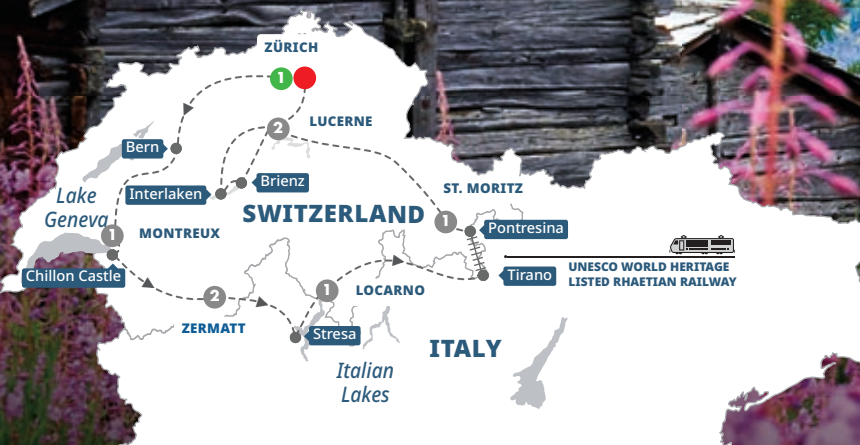 ZÜRICH
1
2
LUCERNE
Bern
Brienz
Interlaken
ST. MORITZ
Lake
Geneva
SWITZERLAND
1
Pontresina
1
MONTREUX
UNESCO WORLD HERITAGE
LISTED RHAETIAN RAILWAY
Tirano
Chillon Castle
2
1
LOCARNO
ZERMATT
Stresa
ITALY
Italian
Lakes